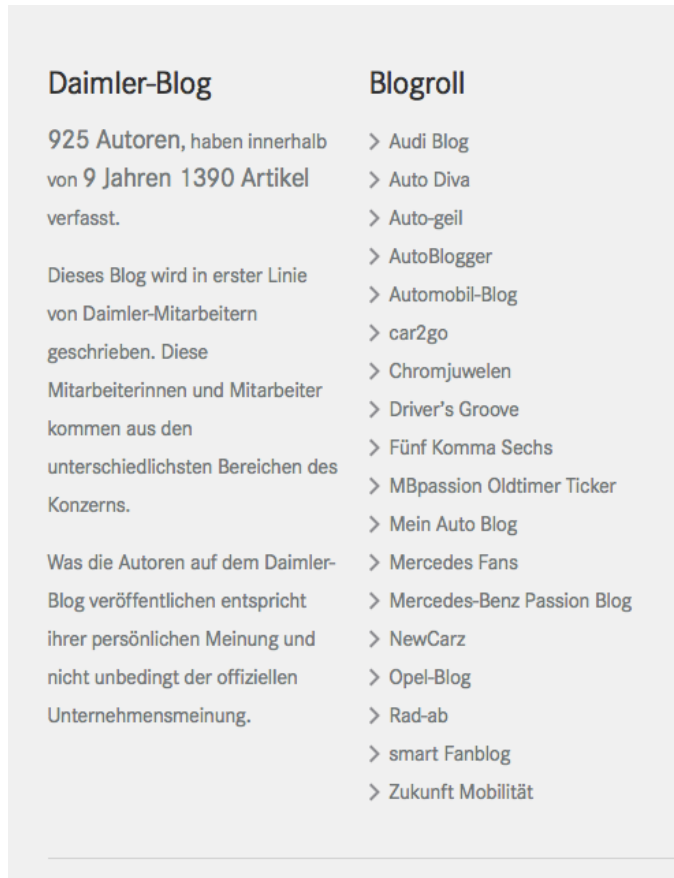 Daimler-Blog
925 Autoren, haben innerhalb
von 9 Jahren 1390 Artikel
verfasst.
Dieses Blog wird in erster Linie
von Daimler-Mitarbeitern
geschrieben. Diese
Mitarbeiterinnen und Mitarbeiter
kommen aus den
unterschiedlichsten Bereichen des
Konzerns.
Was die Autoren auf dem Daimler-
Blog veröffentlichen entspricht
ihrer persönlichen Meinung und
nicht unbedingt der offiziellen
Unternehmensmeinung.
Blogroll
Audi Blog
Auto Diva
Auto-geil
AutoBlogger
Automobil-Blog
car2go
Chromjuwelen
Driver's Groove
Fünf Komma Sechs
MBpassion Oldtimer Ticker
Mein Auto Blog
Mercedes Fans
Mercedes-Benz Passion Blog
NewCarz
Opel-Blog
Rad-ab
smart Fanblog
Zukunft Mobilität